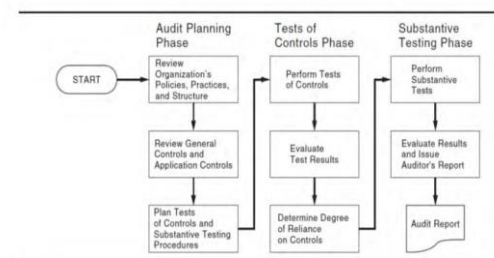 Audit Planning
Phase
Tests of
Controls Phase
Substantive
Testing Phase
START
Review
Organization's
Policies, Practices,
and Structure
Review General
Controls and
Application Controls
Plan Tests
of Controls and
Substantive Testing
Procedures
Perform Tests
of Controls
Evaluate
Test Results
Determine Degree
of Reliance
on Controls
Perform
Substantive
Tests
Evaluate Results
and Issue
Auditor's Report
Audit Report